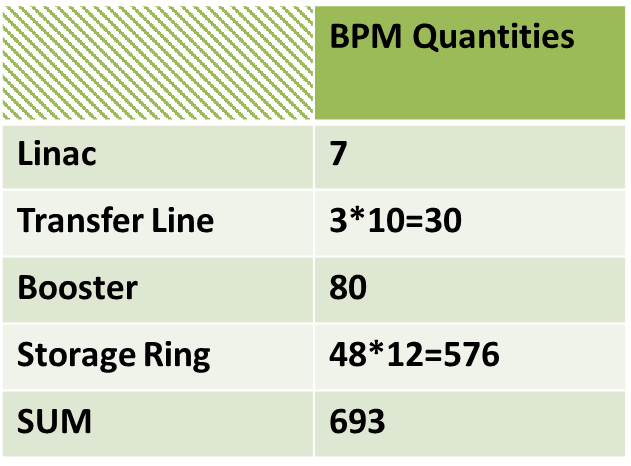 BPM Quantities
Linac 7
Transfer Line 3*10=30
Booster 80
Storage Ring 48*12=576
SUM 693